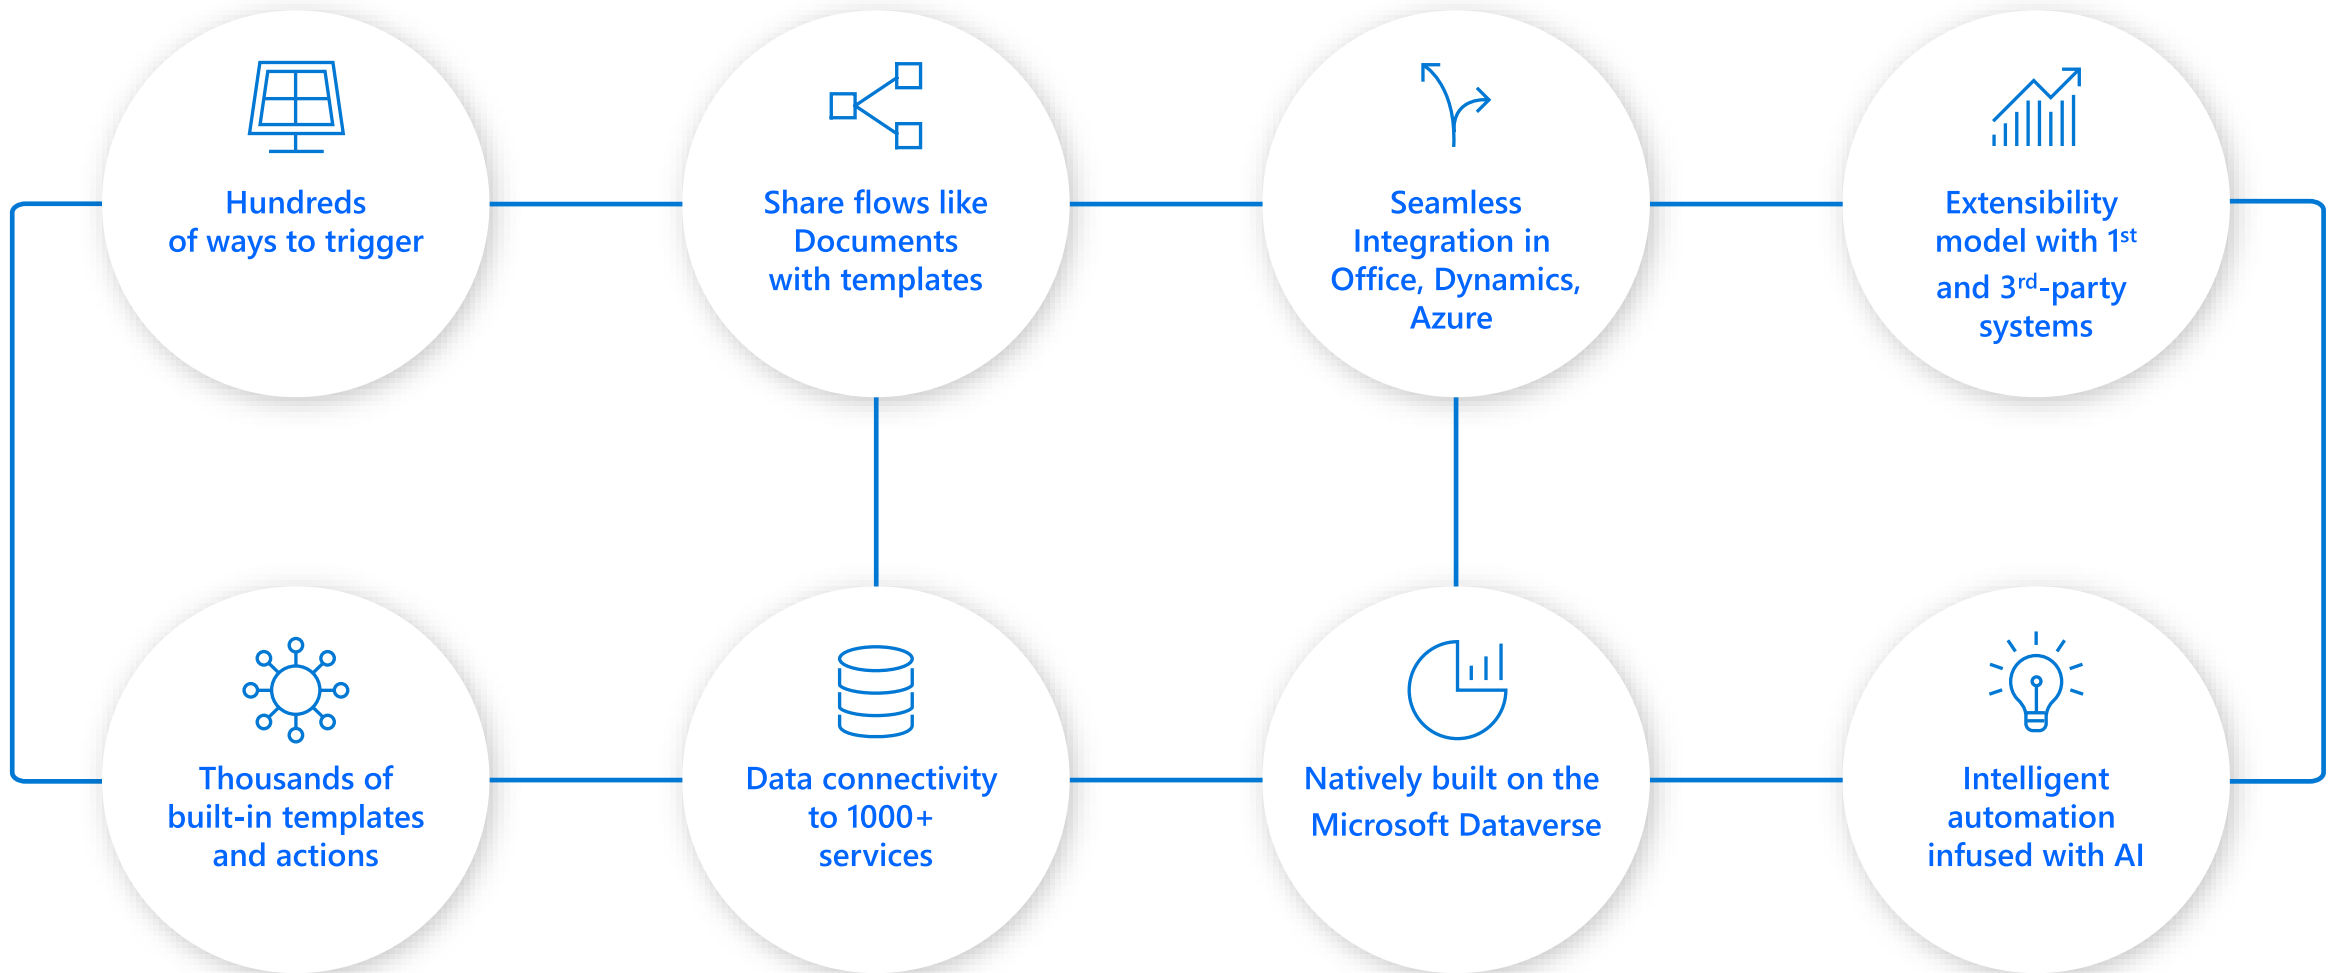 Hundreds
of ways to trigger
Share flows like
Documents
with templates
Seamless
Integration in
Office, Dynamics,
Azure
Extensibility
model with 1st
and 3rd-party
systems
Thousands of
built-in templates
and actions
Data connectivity
to 1000+
services
Natively built on the
Microsoft Dataverse
Intelligent
automation
infused with AI